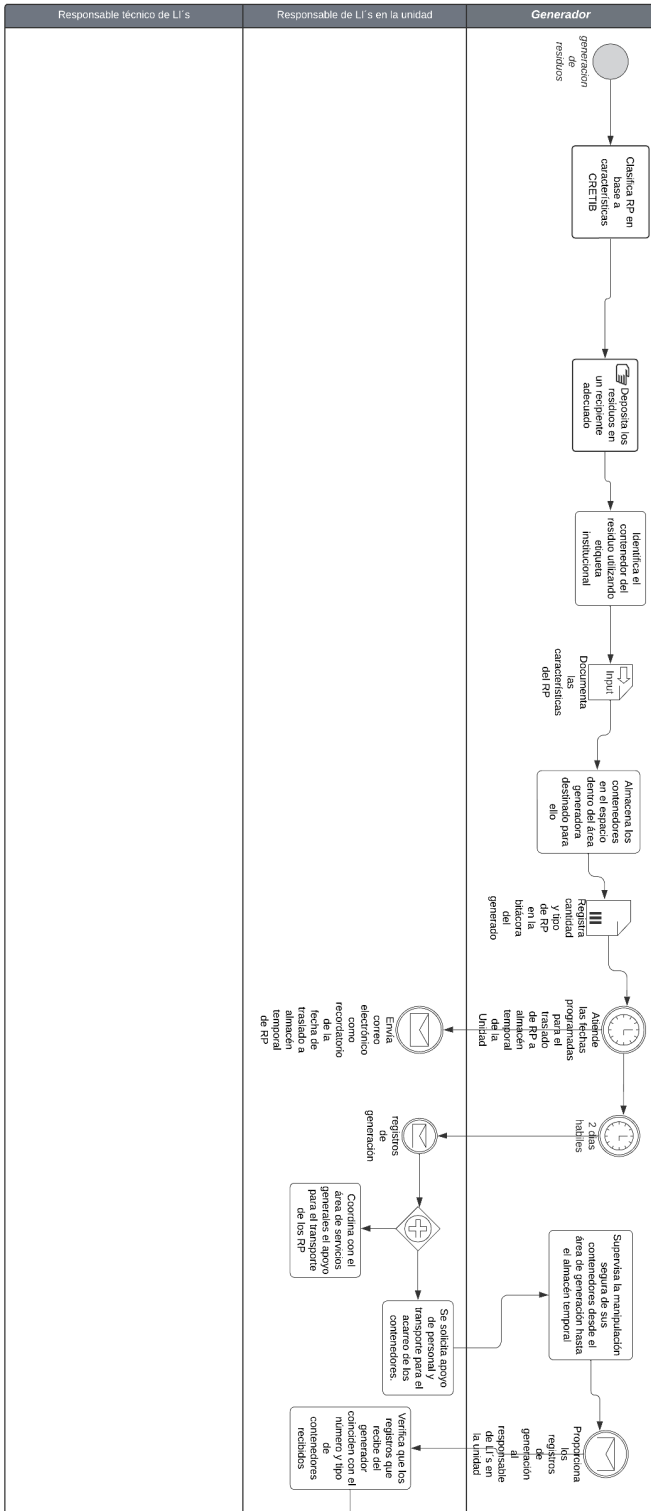 Responsable técnico de LI´s
Responsable de LI´s en la unidad
Generador
generacion
de
residuos
Clasifica RP en
base a
características
CRETIB
Deposita los
residuos en
un recipiente
adecuado
Identifica el
contenedor del
residuo utilizando
etiqueta
institucional
Input
Documenta
las
características
del RP
Almacena los
contenedores
en el espacio
dentro del área
generadora
destinado para
ello
Registra
cantidad
y tipo
de RP
en la
bitácora
del
generado
Atiende
las fechas
programadas
para el
traslado
de RP a
almacén
temporal
de la
Unidad
Envía
correo
electrónico
como
recordatorio
de la
fecha de
traslado a
almacén
temporal
de RP
2 días
habiles
registros
de
generación
Coordina con el
área de servicios
generales el apoyo
para el transporte
de los RP
Se solicita apoyo
de personal y
transporte para el
acarreo de los
contenedores.
Supervisa la manipulación
segura de sus
contenedores desde el
área de generación hasta
el almacén temporal
Proporciona
los
registros
de
generación
al
responsable
de LI´s en
la unidad
Verifica que los
registros que
recibe del
generador
coinciden con el
número y tipo
de
contenedores
recibidos